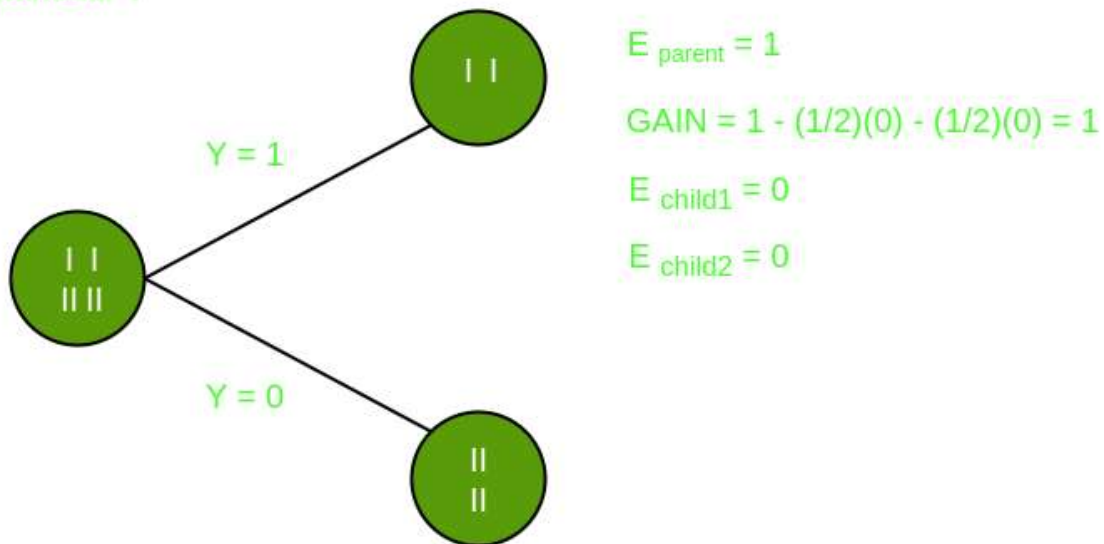 E parent = 1
GAIN = 1 - (1/2)(0) - (1/2)(0) = 1
E child1 = 0
E child2 = 0
I I
Y = 1
I I
II II
Y = 0
II
II